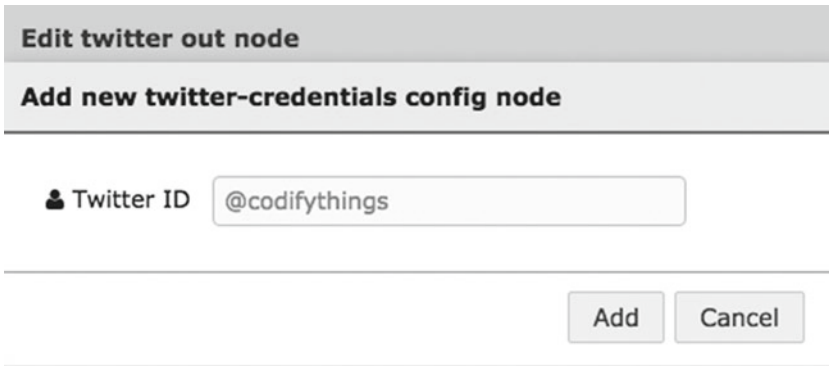 Edit twitter out node
Add new twitter-credentials config node
Twitter ID @codifythings
Add Cancel